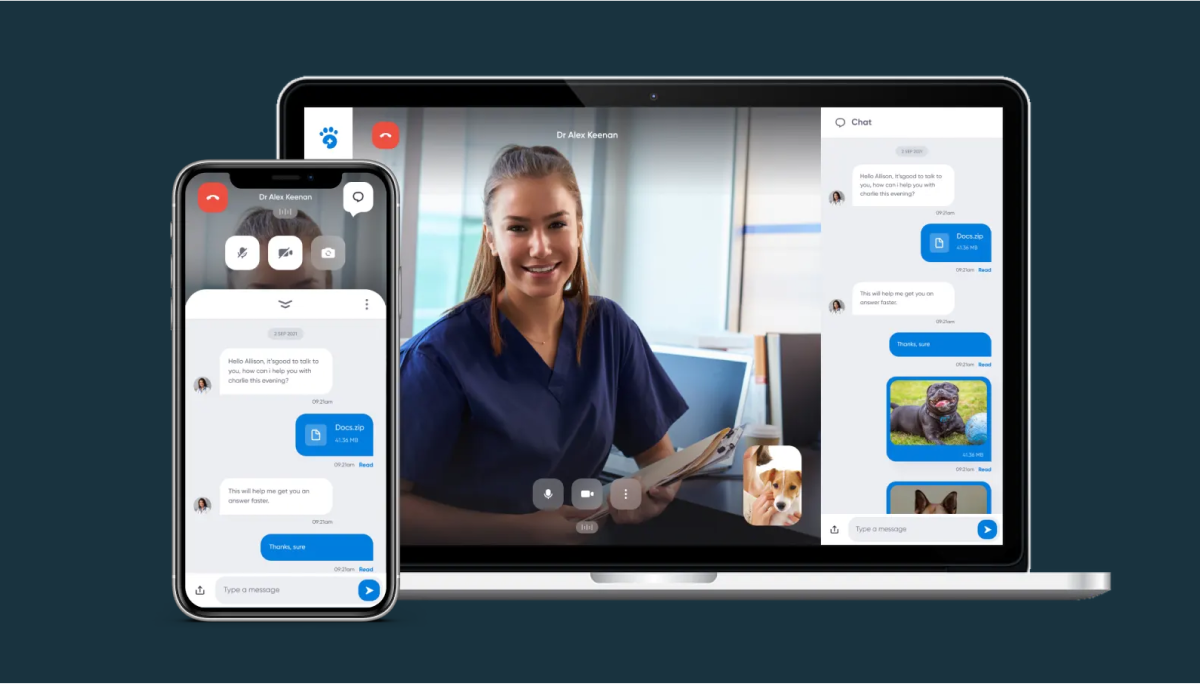 Dr Alex Keenan
2 SEP 2021
Hello Allison, it'sgood to talk to
you, how can i help you with
charlie this evening?
09:21am
Docs.zip
41.36 MB
09:21am Read
This will help me get you an
answer faster.
09:21am
Thanks, sure
09:21am Read
Type a message
Dr Alex Keenan
Chat
2 SEP 2021
Hello Allison, it'sgood to talk to
you, how can i help you with
charlie this evening?
09:21am
Docs.zip
41.36 MB
09:21am Read
This will help me get you an
answer faster.
09:21am
Thanks, sure
09:21am Read
41.36 MB
09:21am Read
Type a message